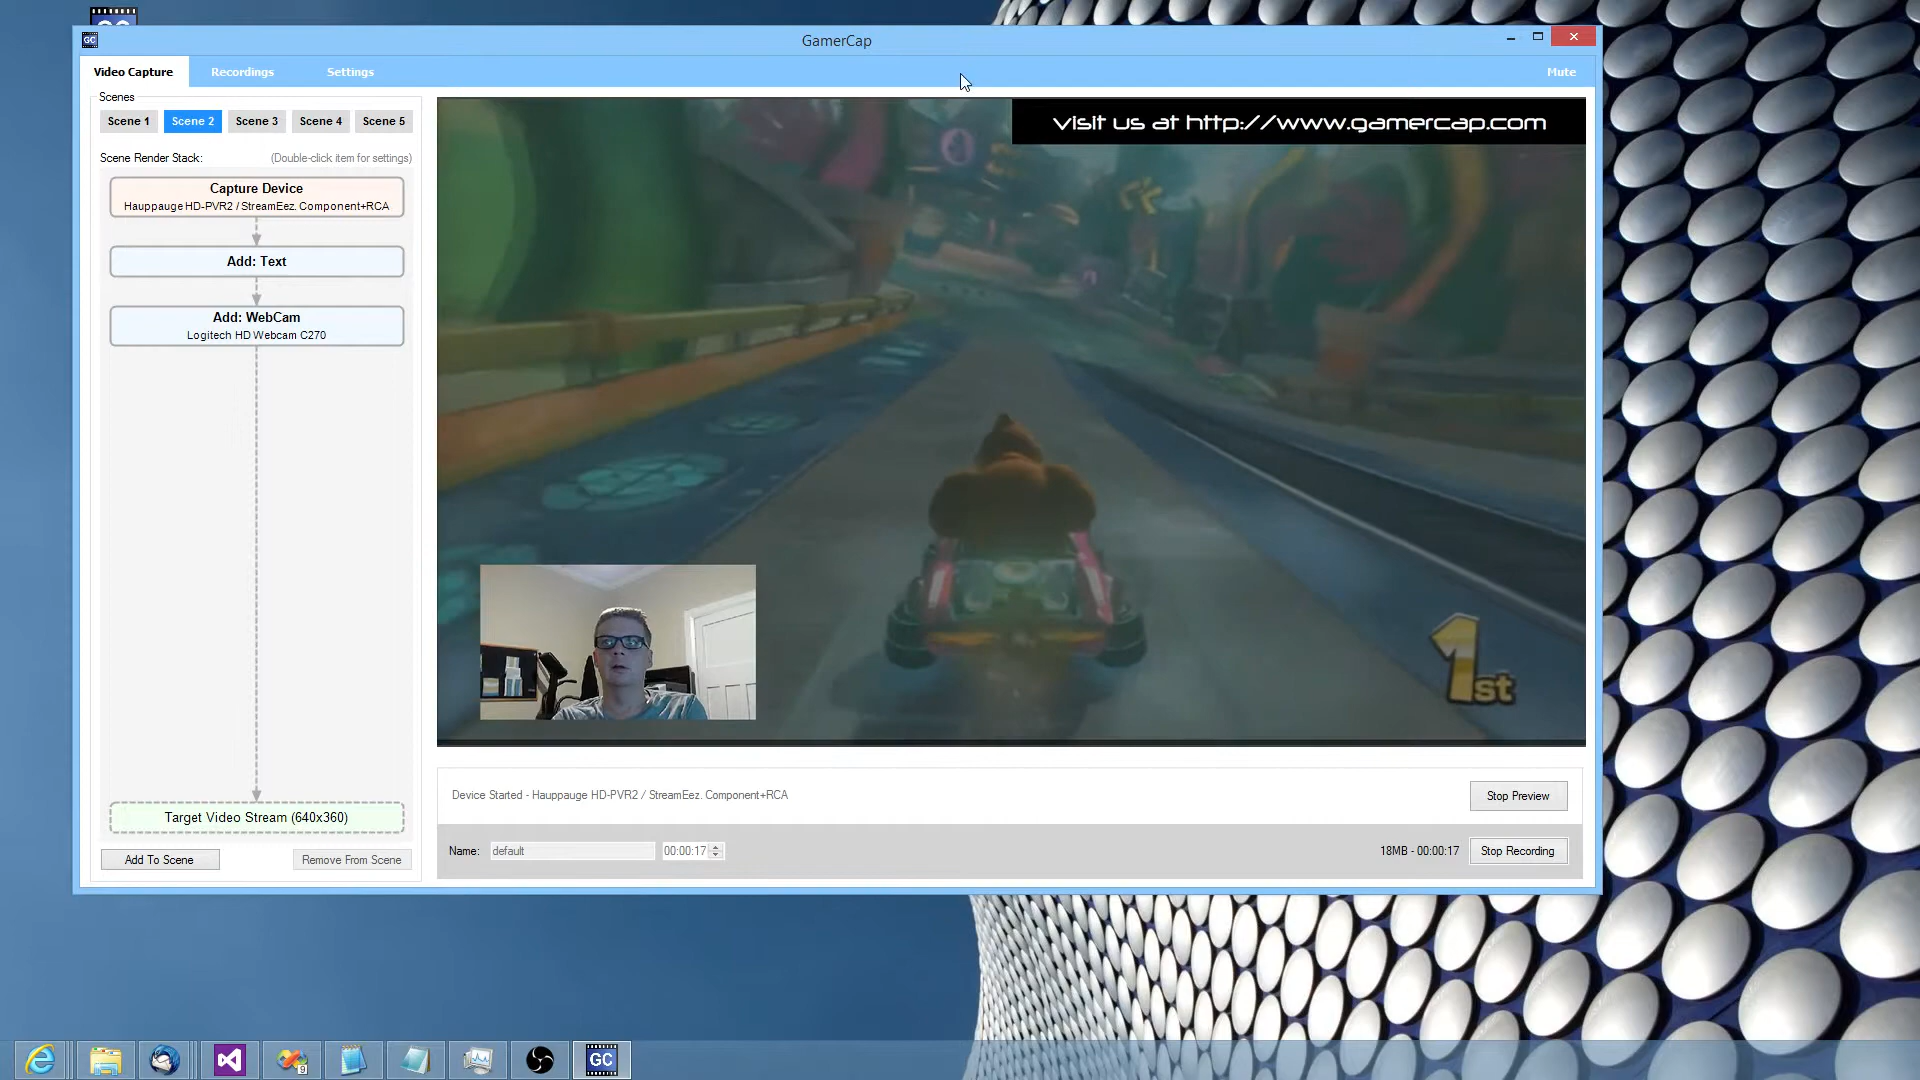 GC
GamerCap
Video Capture
Recordings
Settings
Mute
Scenes
Scene 1
Scene 2
Scene 3
Scene 4
Scene 5
Scene Render Stack:
(Double-click item for settings)
Capture Device
Hauppauge HD-PVR2 / StreamEez. Component+RCA
Add: Text
Add: WebCam
Logitech HD Webcam C270
Target Video Stream (640x360)
Add To Scene
Remove From Scene
visit us at http://www.gamercap.com
1st
Device Started - Hauppauge HD-PVR2 / StreamEez. Component+RCA
Stop Preview
Name:
default
00:00:17
18MB - 00:00:17
Stop Recording
9
GC